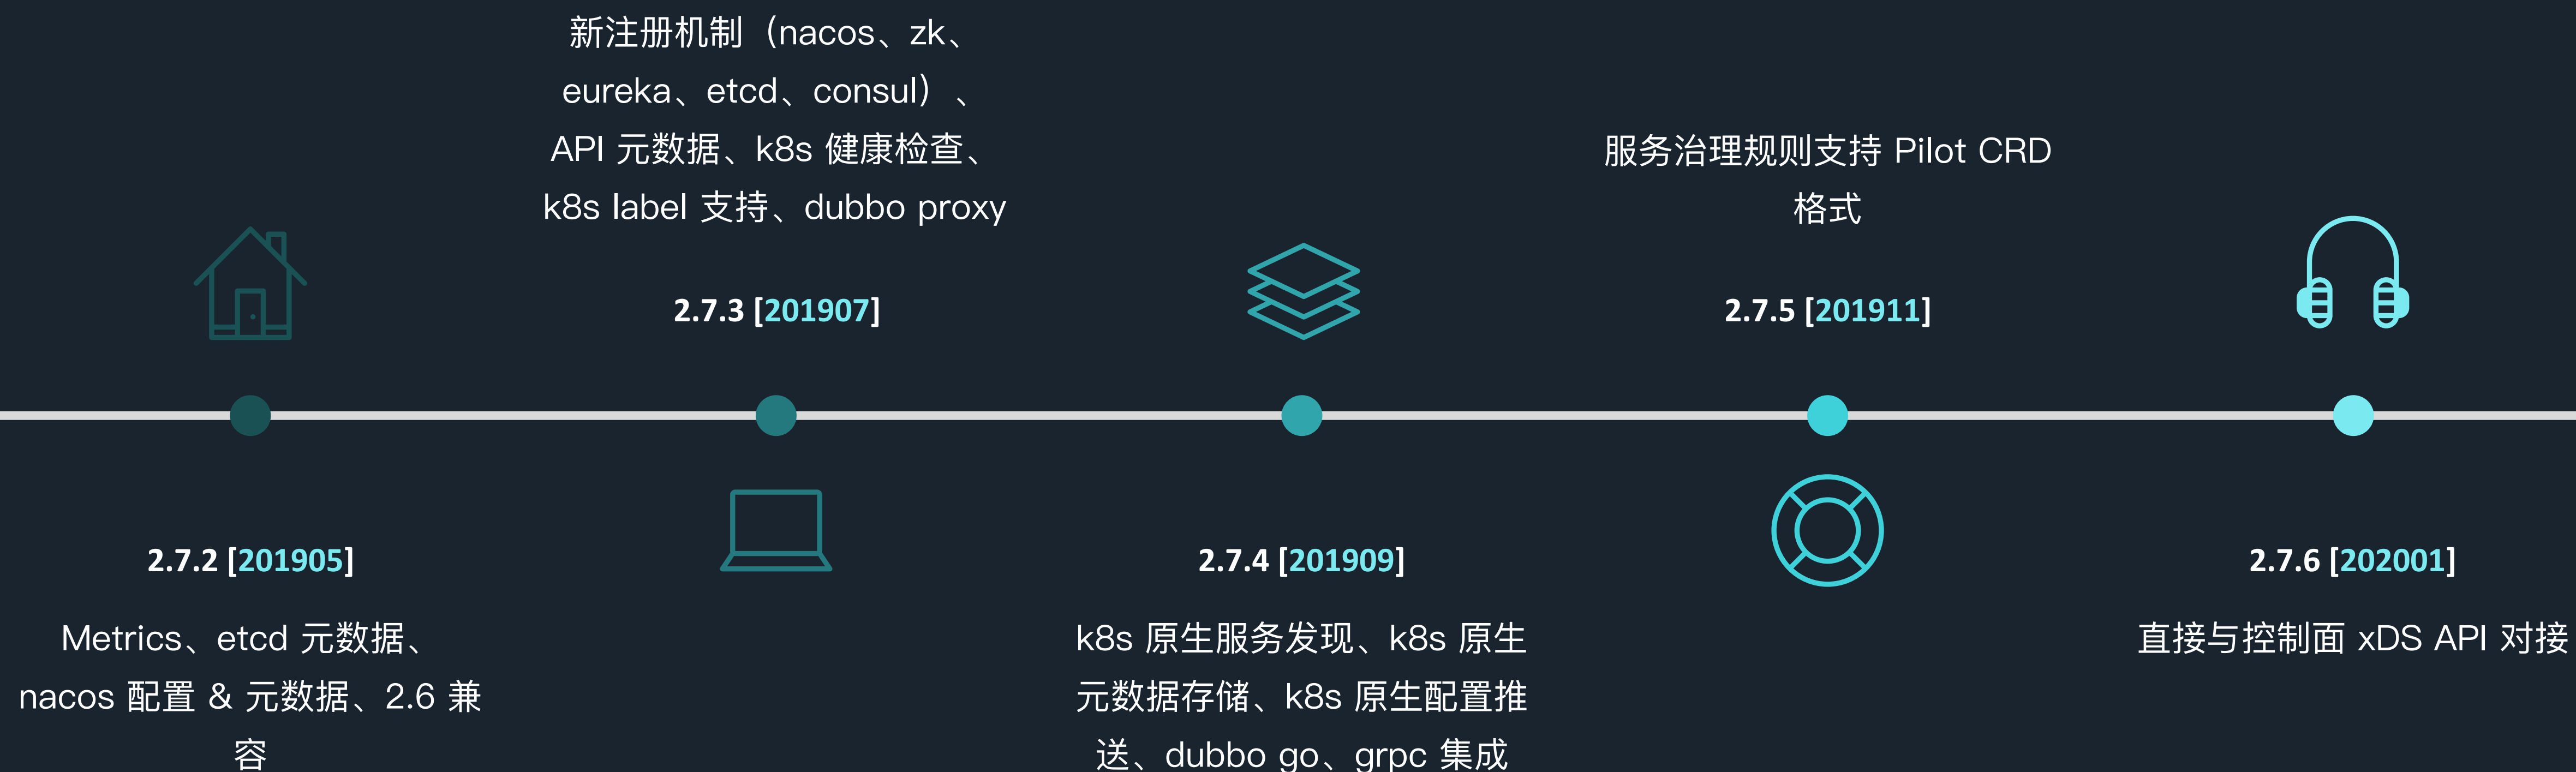 2.7.2 [201905]
Metrics、etcd 元数据、
nacos 配置 & 元数据、2.6 兼
容
新注册机制（nacos、zk、
eureka、etcd、consul）、
API 元数据、k8s 健康检查、
k8s label 支持、dubbo proxy
2.7.3 [201907]
2.7.4 [201909]
k8s 原生服务发现、k8s 原生
元数据存储、k8s 原生配置推
送、dubbo go、grpc 集成
服务治理规则支持 Pilot CRD
格式
2.7.5 [201911]
2.7.6 [202001]
直接与控制面 xDS API 对接